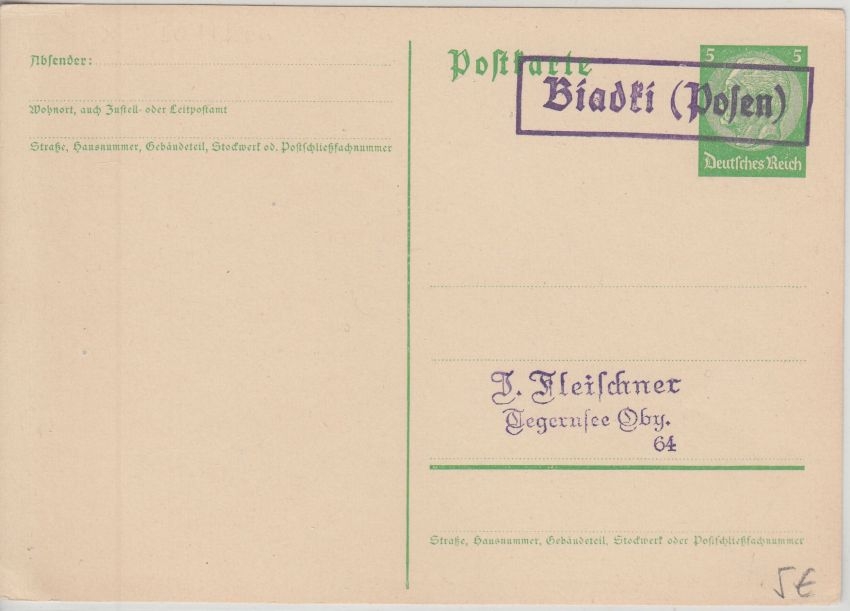 Absender:
Wohnort, auch Zustell- oder Leitpostamt
Straße, Hausnummer, Gebäudeteil, Stockwerk od. Postschließfachnummer
Postkarte
Biadki (Posen)
5 5
Deutsches Reich
J. Fleischner
Tegernsee Oby.
64
Straße, Hausnummer, Gebäudeteil, Stockwerk oder Postschließfachnummer
5€